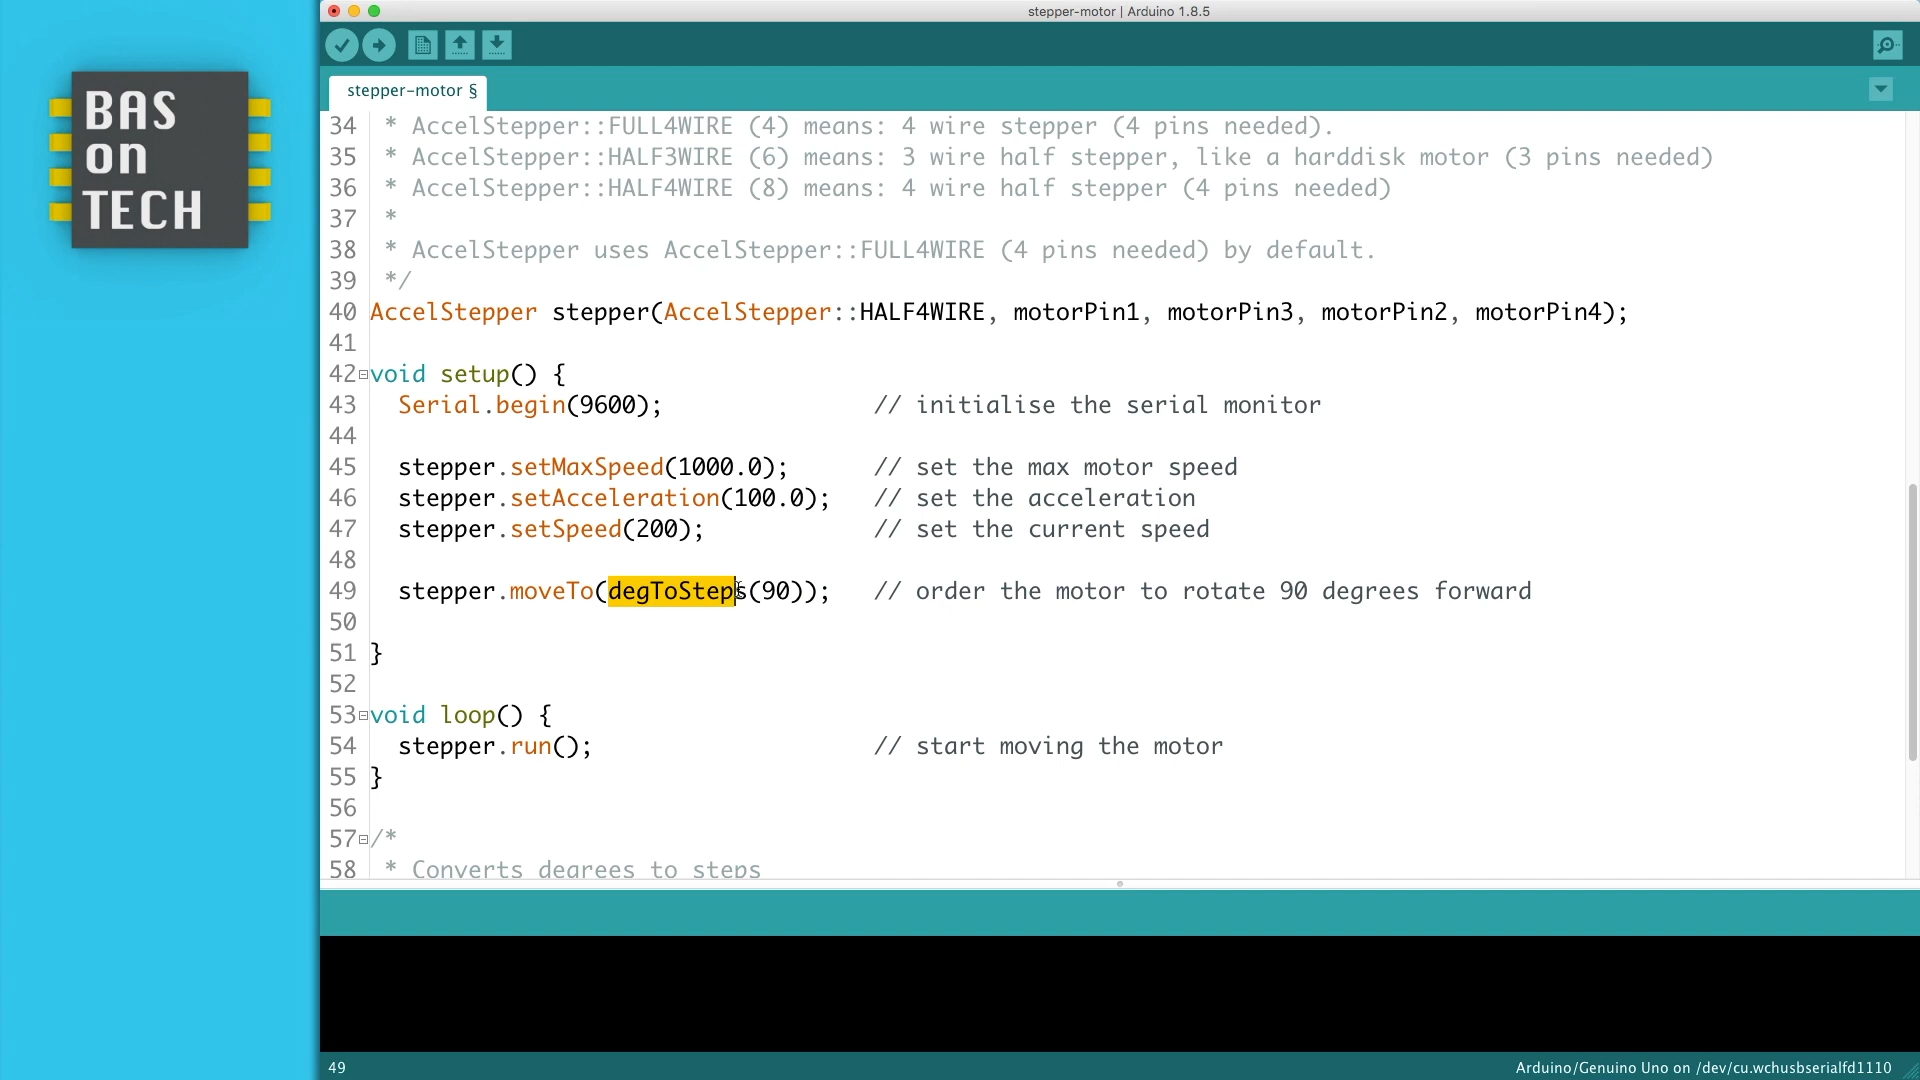 BAS
on
TECH
stepper-motor | Arduino 1.8.5
stepper-motor §
34 * AccelStepper::FULL4WIRE (4) means: 4 wire stepper (4 pins needed).
35 * AccelStepper::HALF3WIRE (6) means: 3 wire half stepper, like a harddisk motor (3 pins needed)
36 * AccelStepper::HALF4WIRE (8) means: 4 wire half stepper (4 pins needed)
37 *
38 * AccelStepper uses AccelStepper::FULL4WIRE (4 pins needed) by default.
39 */
40 AccelStepper stepper(AccelStepper::HALF4WIRE, motorPin1, motorPin3, motorPin2, motorPin4);
41
42 void setup() {
43 Serial.begin(9600); // initialise the serial monitor
44
45 stepper.setMaxSpeed(1000.0); // set the max motor speed
46 stepper.setAcceleration(100.0); // set the acceleration
47 stepper.setSpeed(200); // set the current speed
48
49 stepper.moveTo(degToSteps(90)); // order the motor to rotate 90 degrees forward
50
51 }
52
53 void loop() {
54 stepper.run(); // start moving the motor
55 }
56
57 /*
58 * Converts degrees to steps
49
Arduino/Genuino Uno on /dev/cu.wchusbserialfd1110